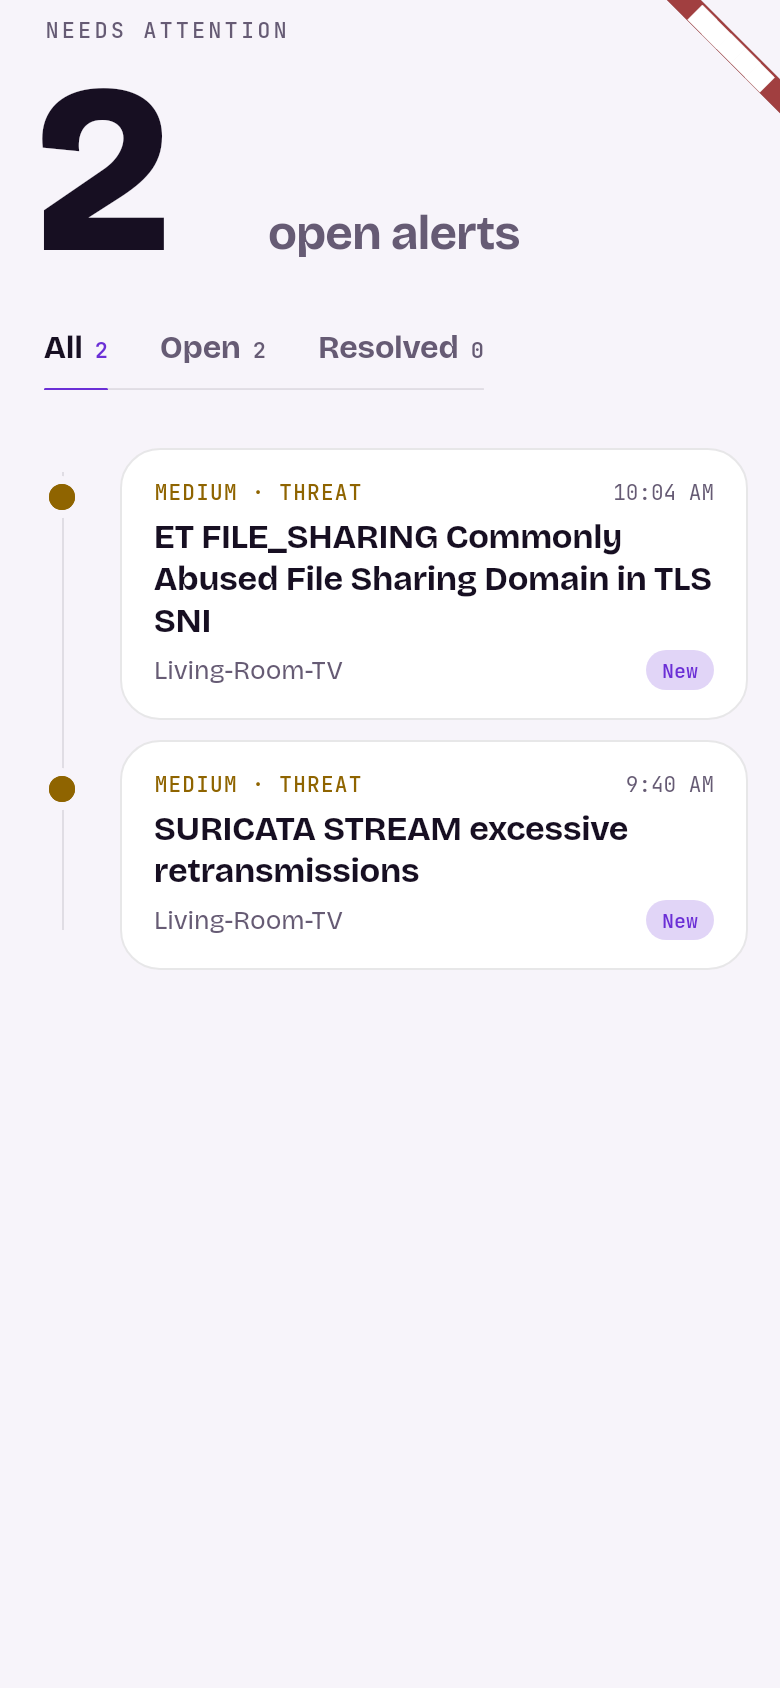 NEEDS ATTENTION
2 open alerts
All 2 Open 2 Resolved 0
MEDIUM · THREAT 10:04 AM
ET FILE_SHARING Commonly
Abused File Sharing Domain in TLS
SNI
Living-Room-TV New
MEDIUM · THREAT 9:40 AM
SURICATA STREAM excessive
retransmissions
Living-Room-TV New